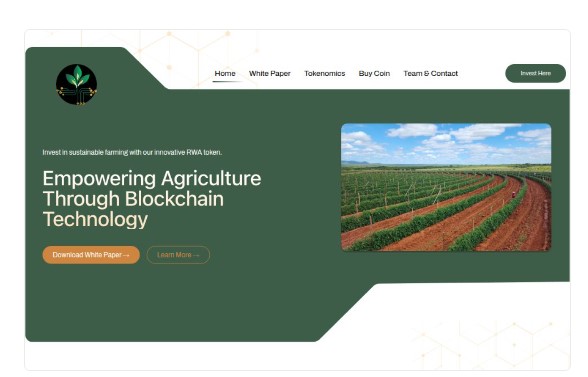 Home White Paper Tokenomics Buy Coin Team & Contact Invest Here
Invest in sustainable farming with our innovative RWA token.
Empowering Agriculture
Through Blockchain
Technology
Download White Paper → Learn More →